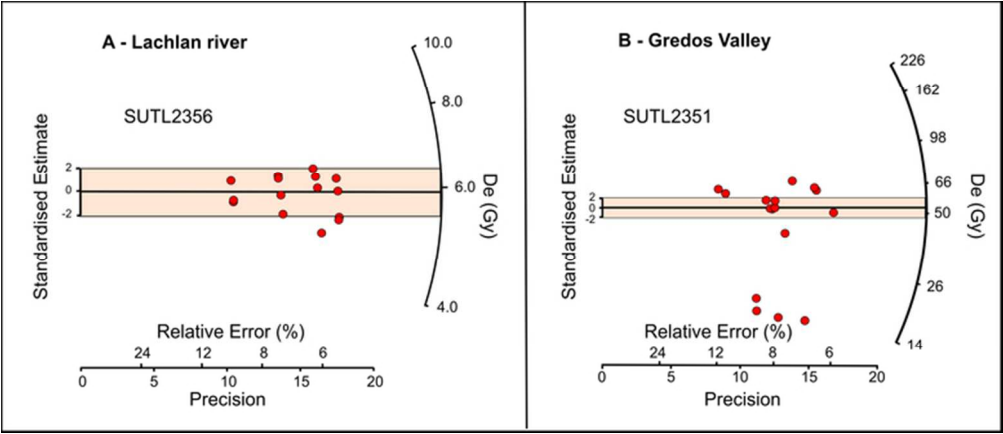 A - Lachlan river
SUTL2356
Standardised Estimate
2
0
-2
10.0
8.0
6.0
4.0
De (Gy)
Relative Error (%)
24 12 8 6
0 5 10 15 20
Precision
B - Gredos Valley
SUTL2351
Standardised Estimate
2
0
-2
226
162
98
66
50
26
14
De (Gy)
Relative Error (%)
24 12 8 6
0 5 10 15 20
Precision